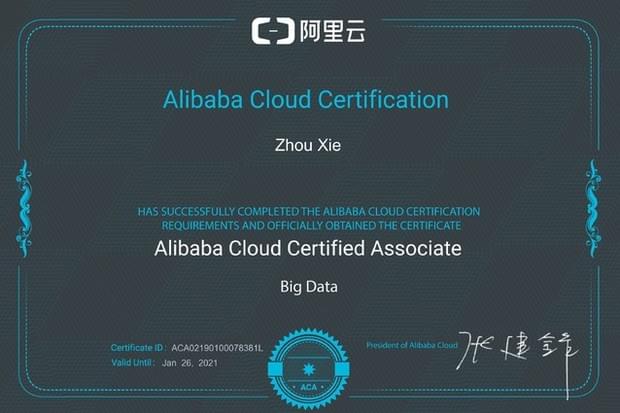 阿里云
Alibaba Cloud Certification
Zhou Xie
HAS SUCCESSFULLY COMPLETED THE ALIBABA CLOUD CERTIFICATION
REQUIREMENTS AND OFFICIALLY OBTAINED THE CERTIFICATE
Alibaba Cloud Certified Associate
Big Data
Certificate ID : ACA02190100078381L
Valid Until : Jan 26, 2021
President of Alibaba Cloud
张建锋
ACA